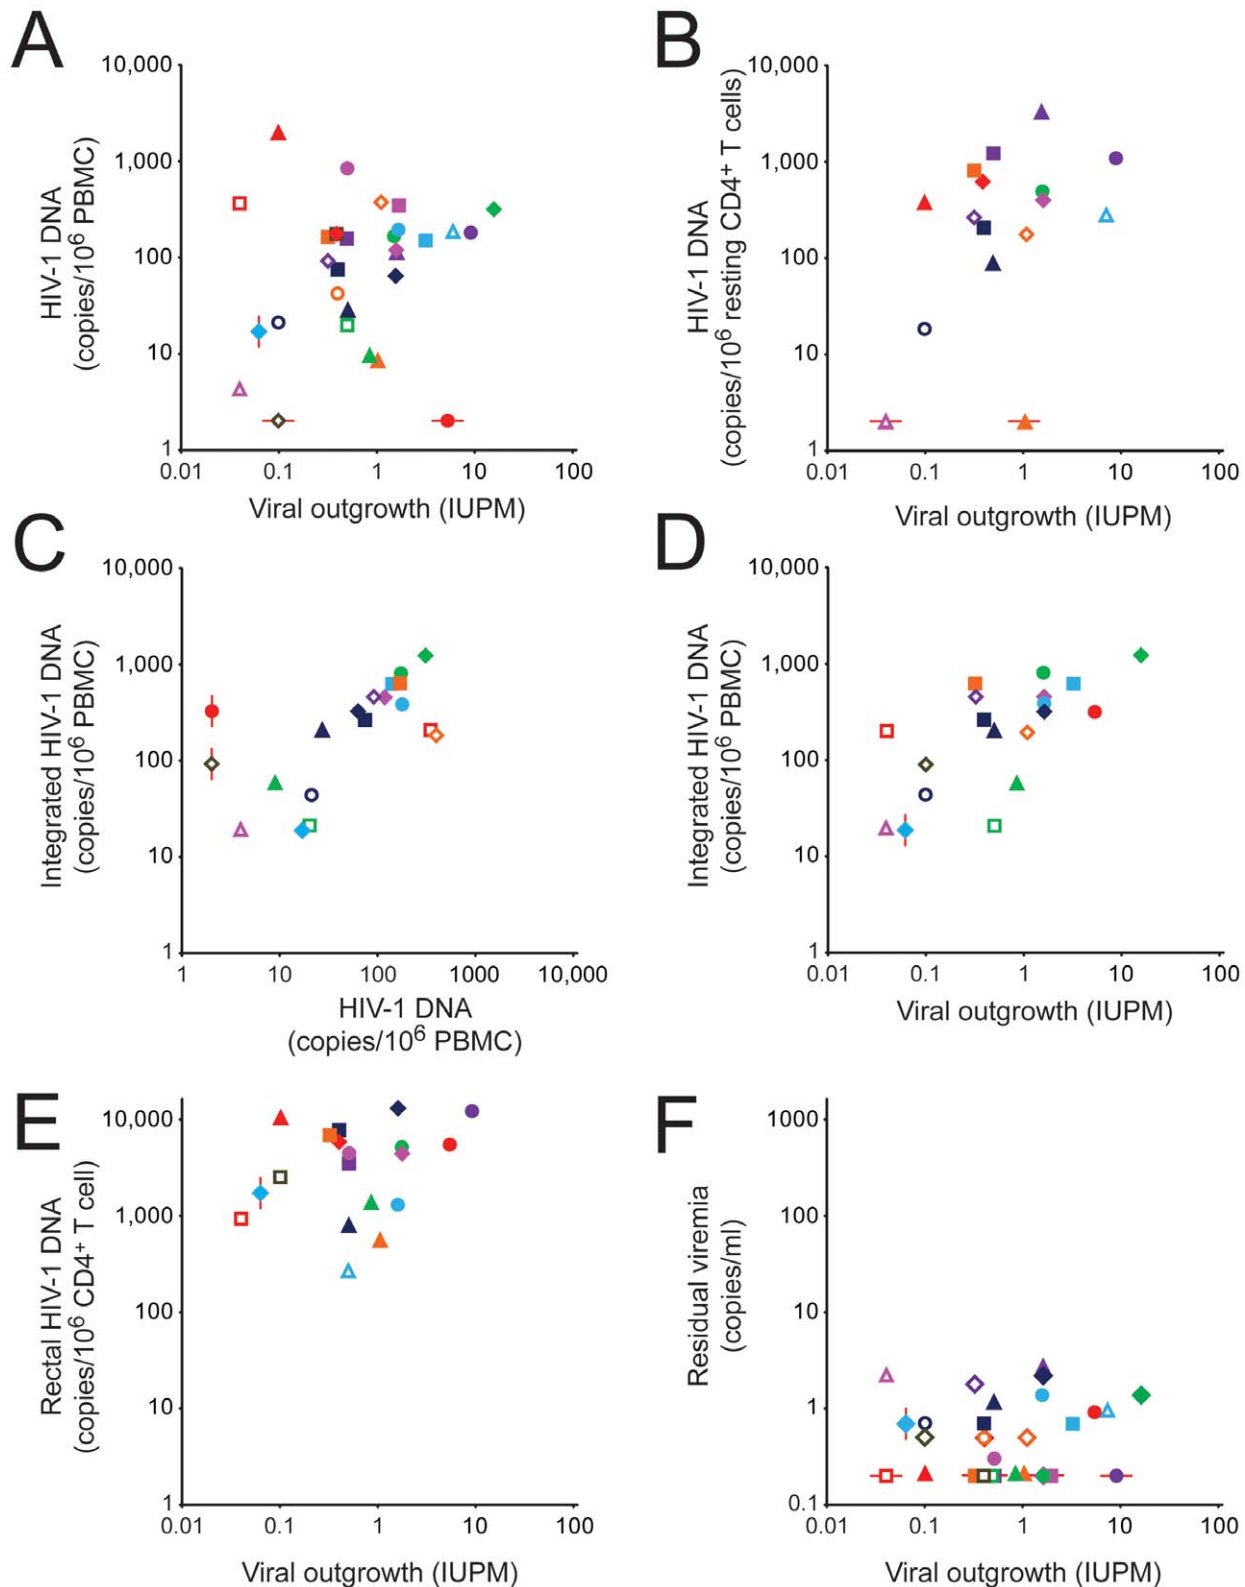 A
10,000
1,000
100
10
1
HIV-1 DNA
(copies/10⁶ PBMC)
0.01 0.1 1 10 100
Viral outgrowth (IUPM)
B
10,000
1,000
100
10
1
HIV-1 DNA
(copies/10⁶ resting CD4⁺ T cells)
0.01 0.1 1 10 100
Viral outgrowth (IUPM)
C
10,000
1,000
100
10
1
Integrated HIV-1 DNA
(copies/10⁶ PBMC)
1 10 100 1000 10,000
HIV-1 DNA
(copies/10⁶ PBMC)
D
10,000
1,000
100
10
1
Integrated HIV-1 DNA
(copies/10⁶ PBMC)
0.01 0.1 1 10 100
Viral outgrowth (IUPM)
E
10,000
1,000
100
10
1
Rectal HIV-1 DNA
(copies/10⁶ CD4⁺ T cell)
0.01 0.1 1 10 100
Viral outgrowth (IUPM)
F
1000
100
10
1
0.1
Residual viremia
(copies/ml)
0.01 0.1 1 10 100
Viral outgrowth (IUPM)